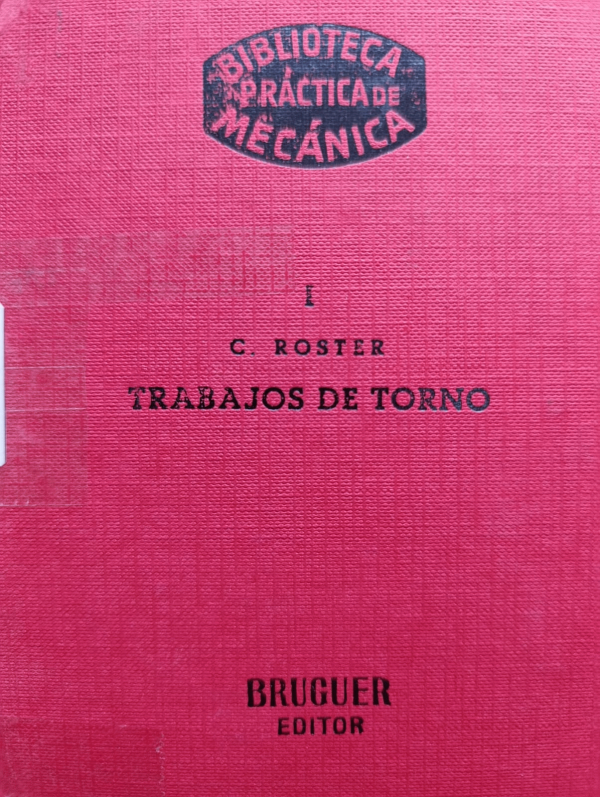 BIBLIOTECA
PRÁCTICA DE
MECÁNICA
I
C. ROSTER
TRABAJOS DE TORNO
BRUGUER
EDITOR